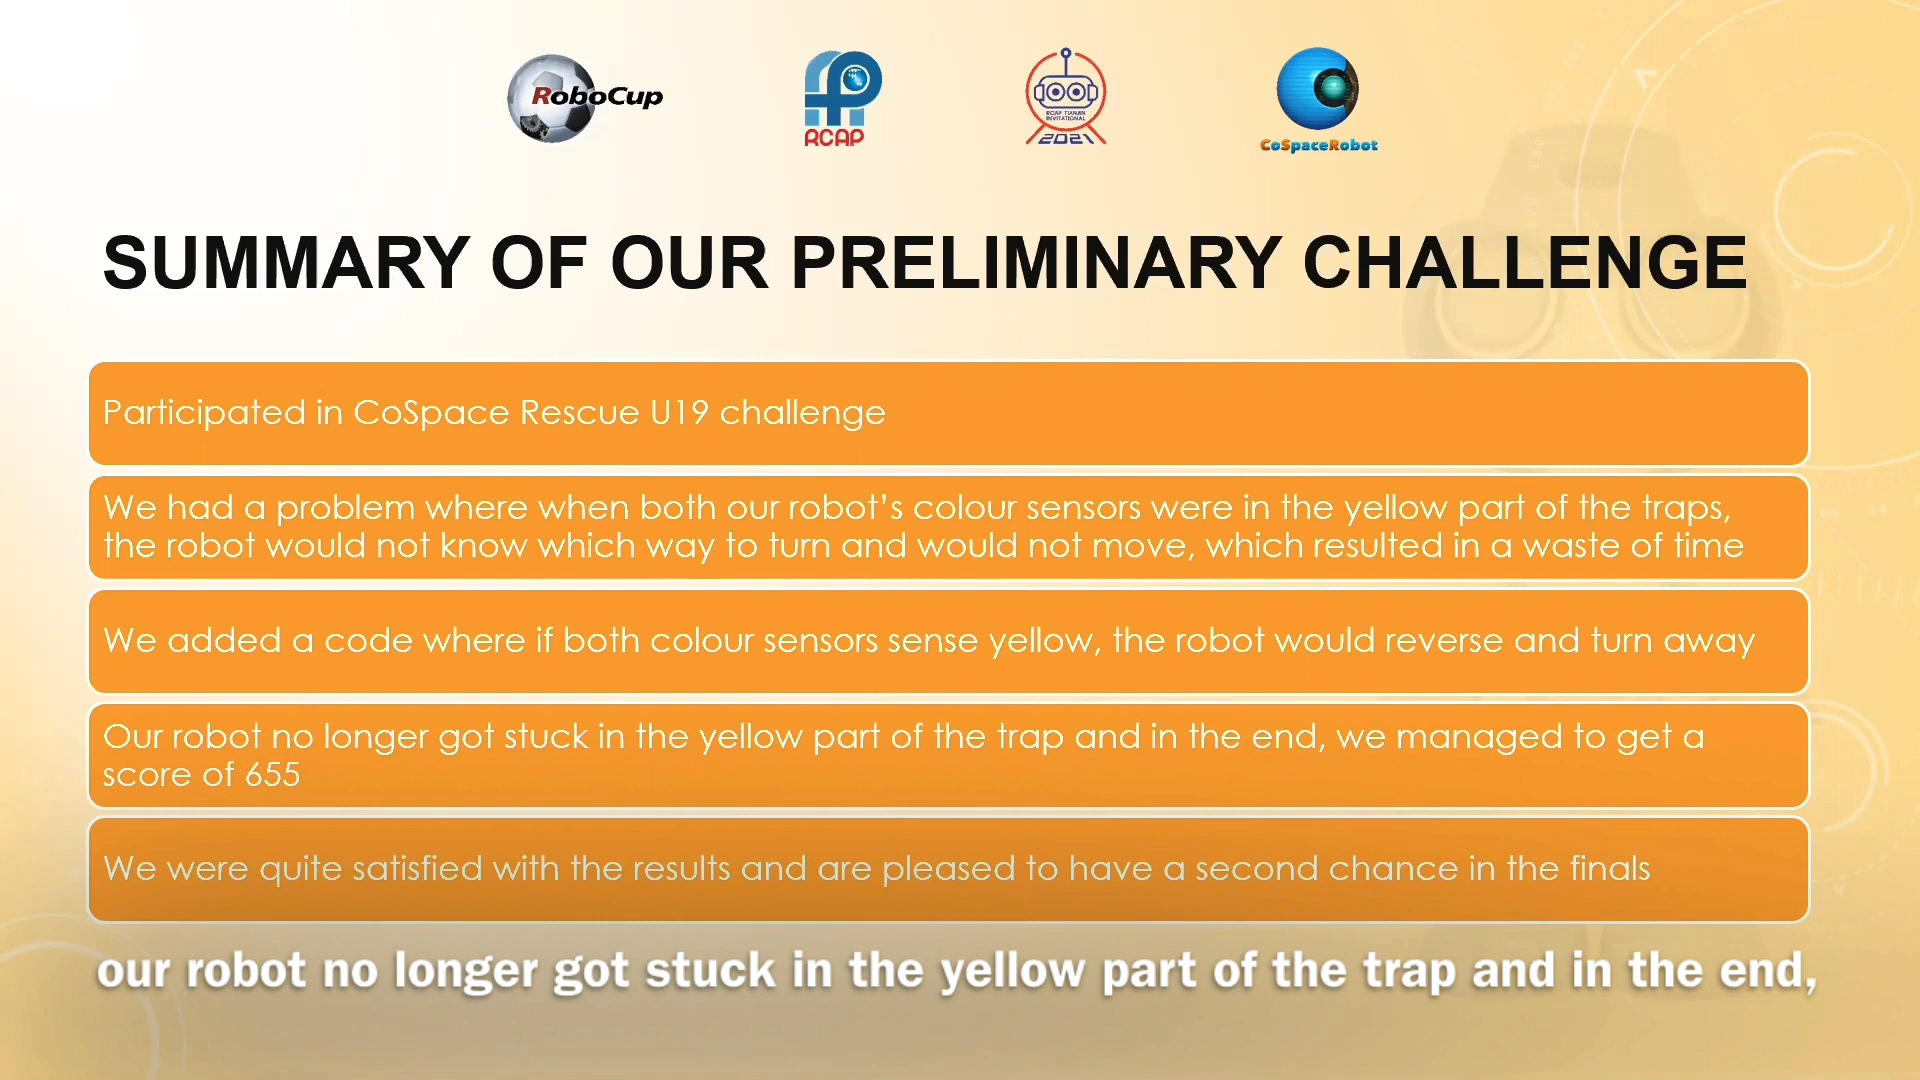 RoboCup
RCAP
RCAP TIANJIN
INVITATIONAL
2021
CoSpaceRobot
SUMMARY OF OUR PRELIMINARY CHALLENGE
Participated in CoSpace Rescue U19 challenge
We had a problem where when both our robot’s colour sensors were in the yellow part of the traps,
the robot would not know which way to turn and would not move, which resulted in a waste of time
We added a code where if both colour sensors sense yellow, the robot would reverse and turn away
Our robot no longer got stuck in the yellow part of the trap and in the end, we managed to get a
score of 655
We were quite satisfied with the results and are pleased to have a second chance in the finals
our robot no longer got stuck in the yellow part of the trap and in the end,